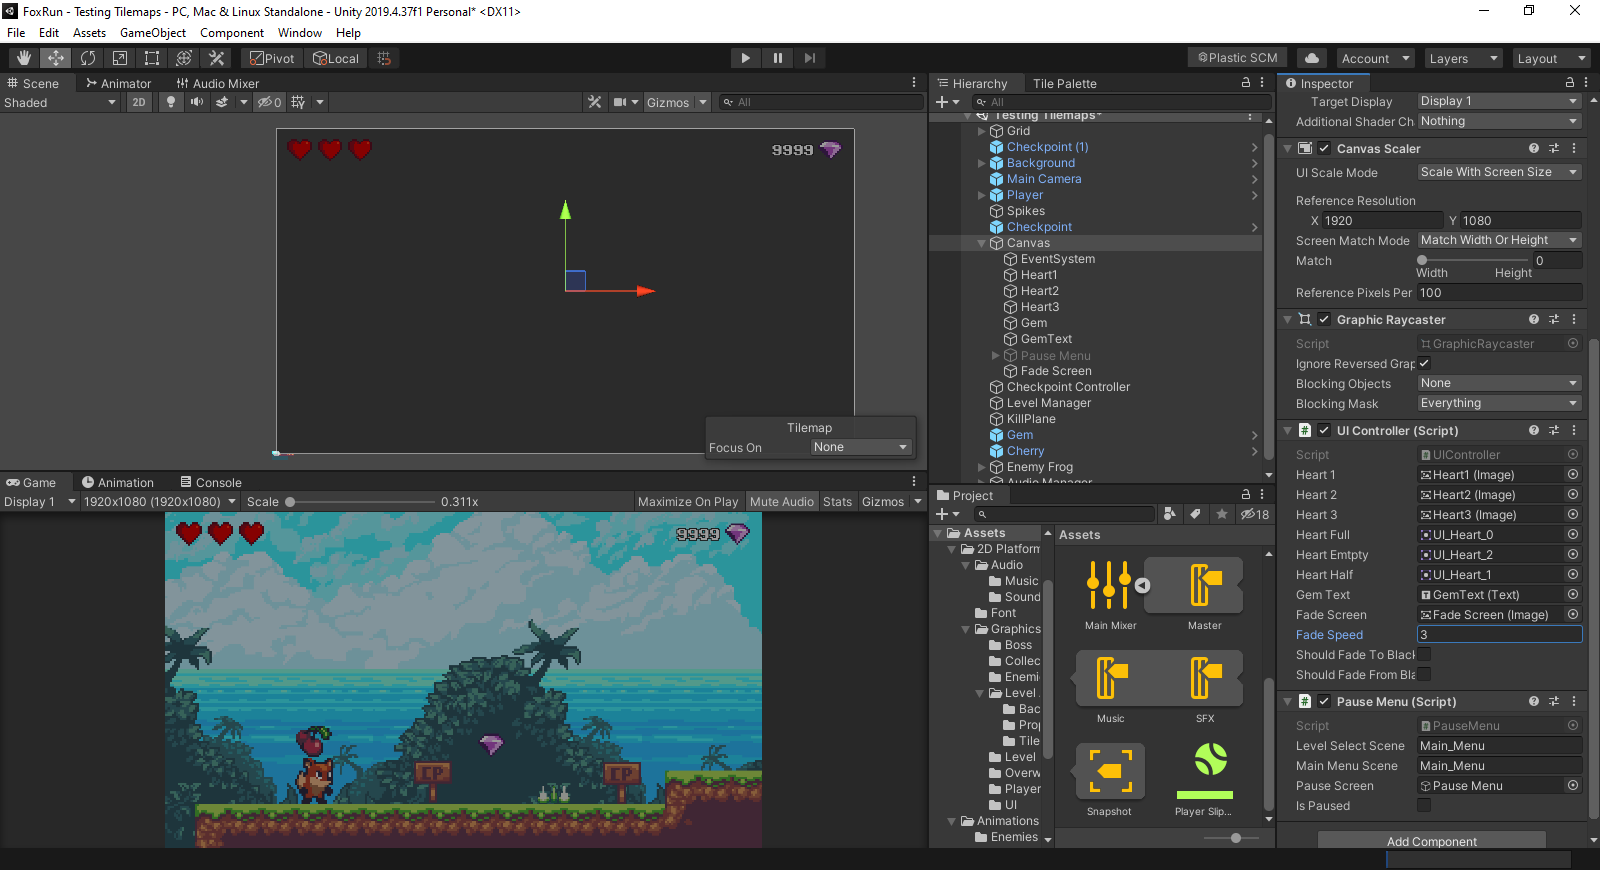 FoxRun - Testing Tilemaps - PC, Mac & Linux Standalone - Unity 2019.4.37f1 Personal* <DX11>
File Edit Assets GameObject Component Window Help
Pivot Local Plastic SCM Account Layers Layout
Scene Animator Audio Mixer
Shaded 2D 0 Gizmos All
9999
Tilemap
Focus On None
Game Animation Console
Display 1 1920x1080 (1920x1080) Scale 0.311x Maximize On Play Mute Audio Stats Gizmos
9999
CP CP
Hierarchy Tile Palette
All
Testing Tilemaps*
Grid
Checkpoint (1)
Background
Main Camera
Player
Spikes
Checkpoint
Canvas
EventSystem
Heart1
Heart2
Heart3
Gem
GemText
Pause Menu
Fade Screen
Checkpoint Controller
Level Manager
KillPlane
Gem
Cherry
Enemy Frog
Audio Manager
Project
18
Assets
2D Platform
Audio
Music
Sound
Font
Graphics
Boss
Collec
Enemi
Level
Bac
Prop
Tile
Level
Overw
Player
UI
Animations
Enemies
Assets
Main Mixer
Master
Music
SFX
Snapshot
Player Slip...
Inspector
Target Display Display 1
Additional Shader Ch Nothing
Canvas Scaler
UI Scale Mode Scale With Screen Size
Reference Resolution
X 1920 Y 1080
Screen Match Mode Match Width Or Height
Match 0
Width Height
Reference Pixels Per 100
Graphic Raycaster
Script GraphicRaycaster
Ignore Reversed Grap
Blocking Objects None
Blocking Mask Everything
UI Controller (Script)
Script UIController
Heart 1 Heart1 (Image)
Heart 2 Heart2 (Image)
Heart 3 Heart3 (Image)
Heart Full UI_Heart_0
Heart Emtpty UI_Heart_2
Heart Half UI_Heart_1
Gem Text GemText (Text)
Fade Screen Fade Screen (Image)
Fade Speed 3
Should Fade To Black
Should Fade From Bla
Pause Menu (Script)
Script PauseMenu
Level Select Scene Main_Menu
Main Menu Scene Main_Menu
Pause Screen Pause Menu
Is Paused
Add Component